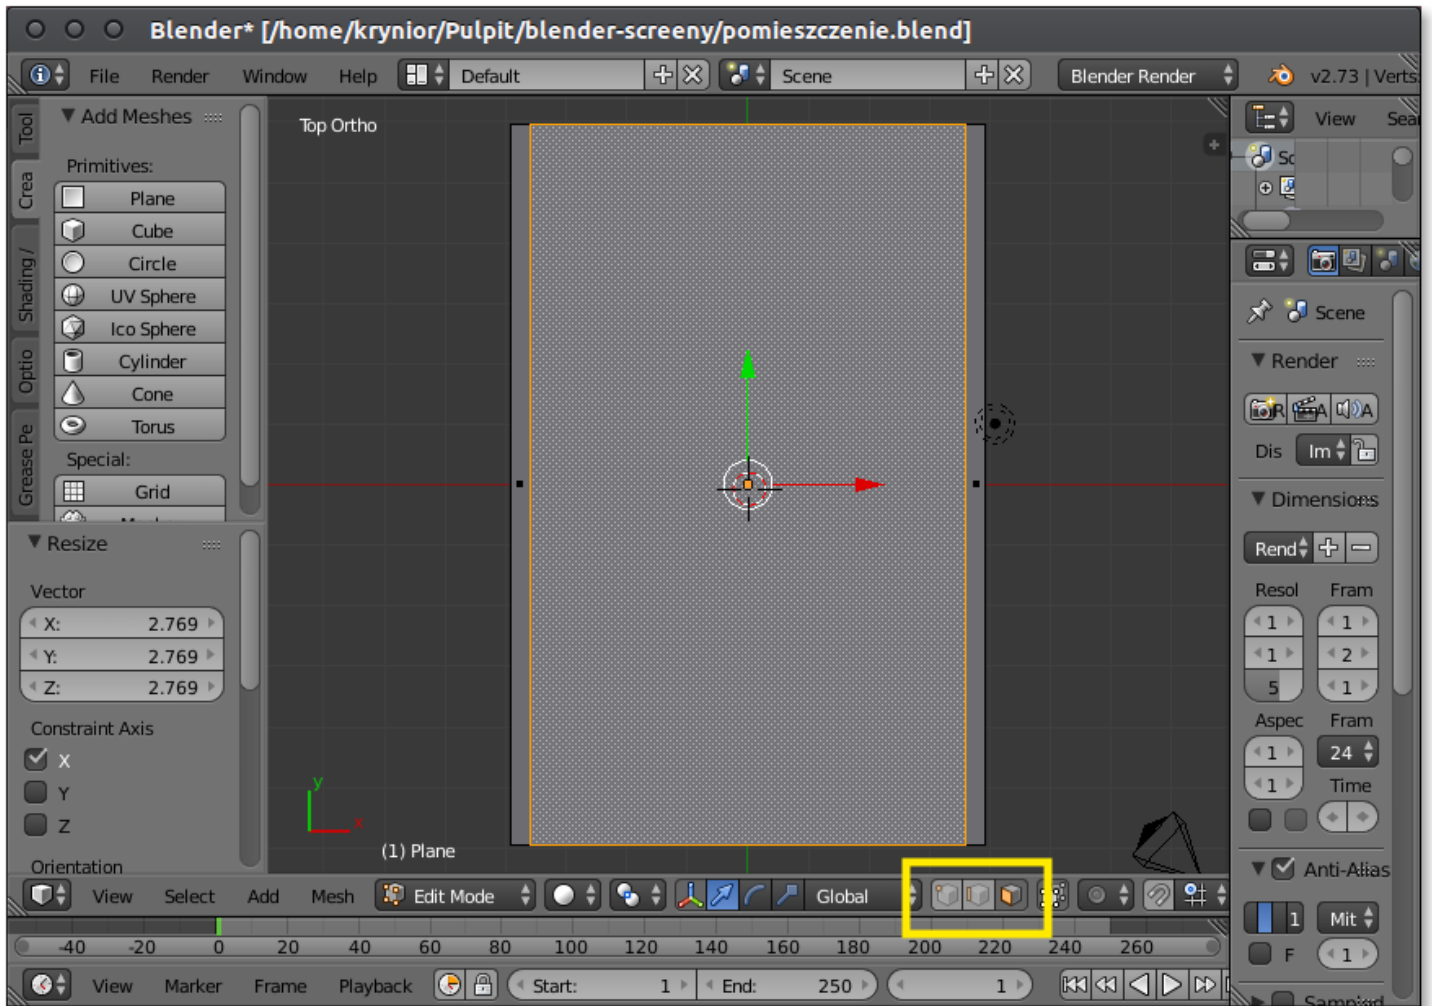 Blender* [/home/krynior/Pulpit/blender-screeny/pomieszczenie.blend]
File Render Window Help Default Scene Blender Render v2.73 | Verts:
Tool
Crea
Shading /
Optio
Grease Pe
Add Meshes
Primitives:
Plane
Cube
Circle
UV Sphere
Ico Sphere
Cylinder
Cone
Torus
Special:
Grid
Resize
Vector
X: 2.769
Y: 2.769
Z: 2.769
Constraint Axis
X
Y
Z
Orientation
Top Ortho
y
x
(1) Plane
View Sear
Sc
Scene
Render
R A A
Dis Im
Dimensions
Rend
Resol Fram
1 1
1 2
5 1
Aspec Fram
1 24
1 Time
Anti-Alias
1 Mit
F 1
View Select Add Mesh Edit Mode Global
-40 -20 0 20 40 60 80 100 120 140 160 180 200 220 240 260
View Marker Frame Playback Start: 1 End: 250 1